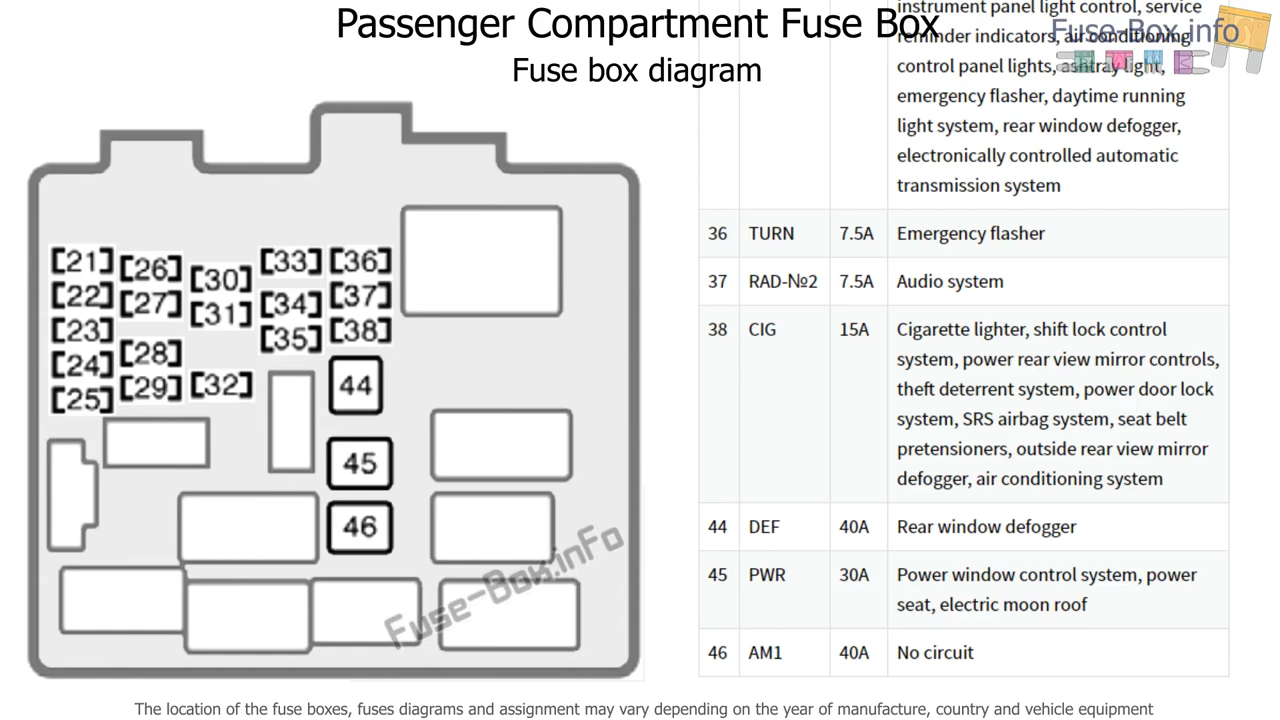 Passenger Compartment Fuse Box
Fuse box diagram
Fuse-Box.info
[21] [26] [30] [33] [36]
[22] [27] [31] [34] [37]
[23] [28] [35] [38]
[24] [29] [32] 44
[25]
45
46
Fuse-Box.info
instrument panel light control, service
reminder indicators, air conditioning
control panel lights, ashtray light,
emergency flasher, daytime running
light system, rear window defogger,
electronically controlled automatic
transmission system
36 TURN 7.5A Emergency flasher
37 RAD-№2 7.5A Audio system
38 CIG 15A Cigarette lighter, shift lock control
system, power rear view mirror controls,
theft deterrent system, power door lock
system, SRS airbag system, seat belt
pretensioners, outside rear view mirror
defogger, air conditioning system
44 DEF 40A Rear window defogger
45 PWR 30A Power window control system, power
seat, electric moon roof
46 AM1 40A No circuit
The location of the fuse boxes, fuses diagrams and assignment may vary depending on the year of manufacture, country and vehicle equipment